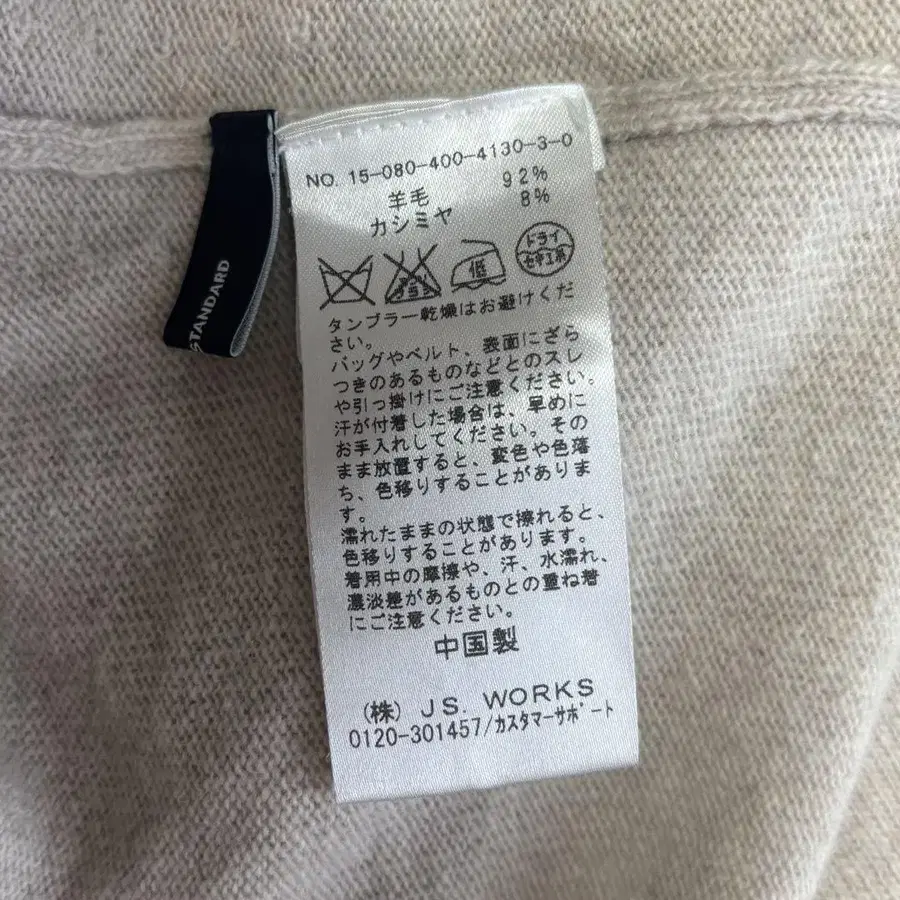 NO. 15-080-400-4130-3-0
羊毛 92%
カシミヤ 8%
エンソサラシ
低
ドライ
セキユ系
タンブラー乾燥はお避けくだ
さい。
バッグやベルト、表面にざら
つきのあるものなどとのスレ
や引っ掛けにご注意ください。
汗が付着した場合は、早めに
お手入れしてください。その
まま放置すると、変色や色落
ち、色移りすることがありま
す。
濡れたままの状態で擦れると、
色移りすることがあります。
着用中の摩擦や、汗、水濡れ、
濃淡差があるものとの重ね着
にご注意ください。
中国製
(株) JS. WORKS
0120-301457/カスタマーサポート
STANDARD